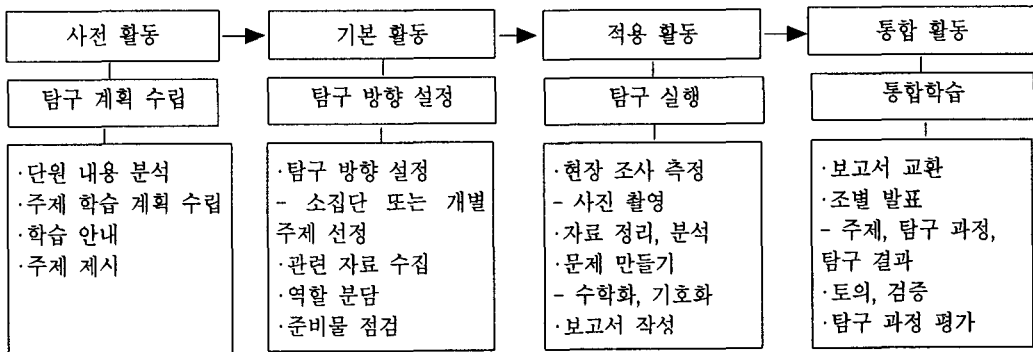 사전 활동
기본 활동
적용 활동
통합 활동
탐구 계획 수립
탐구 방향 설정
탐구 실행
통합학습
·단원 내용 분석
·주제 학습 계획 수립
·학습 안내
·주제 제시
·탐구 방향 설정
- 소집단 또는 개별
주제 선정
·관련 자료 수집
·역할 분담
·준비물 점검
·현장 조사 측정
- 사진 촬영
·자료 정리, 분석
·문제 만들기
- 수학화, 기호화
·보고서 작성
·보고서 교환
·조별 발표
- 주제, 탐구 과정,
탐구 결과
·토의, 검증
·탐구 과정 평가